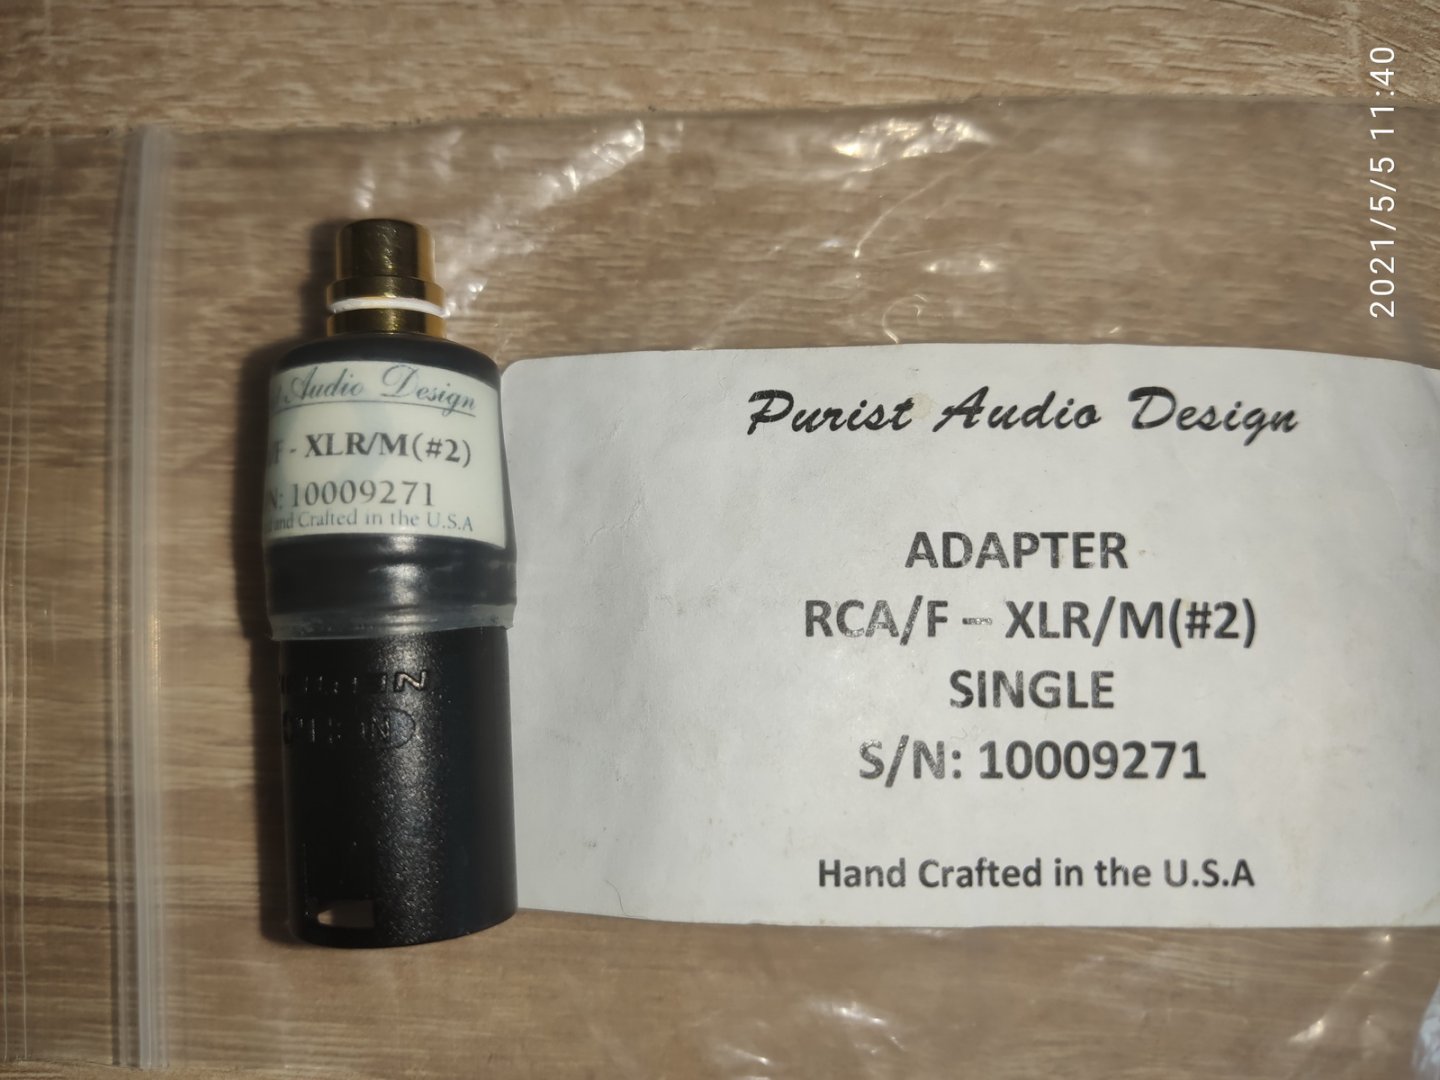 Audio Design
F - XLR/M(#2)
N: 10009271
Hand Crafted in the U.S.A
Purist Audio Design
ADAPTER
RCA/F – XLR/M(#2)
SINGLE
S/N: 10009271
Hand Crafted in the U.S.A
2021/5/5 11:40